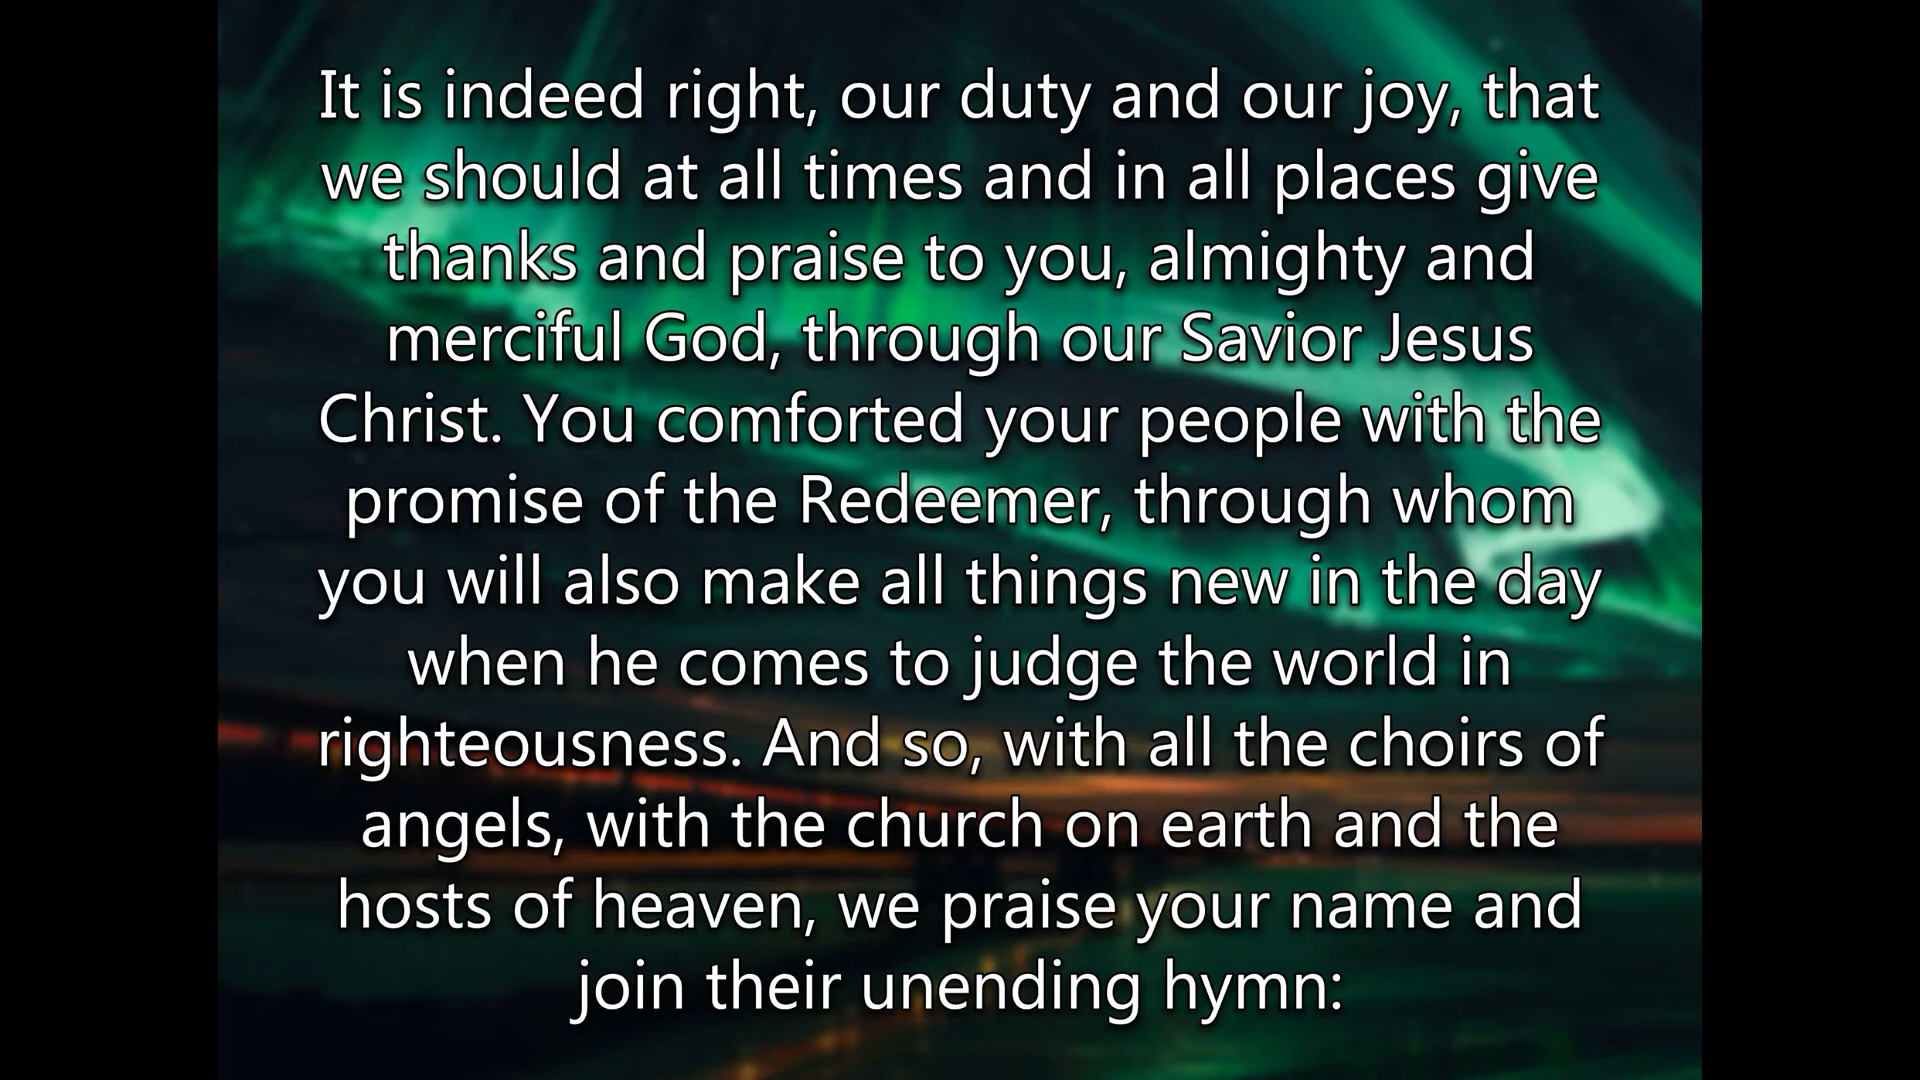 It is indeed right, our duty and our joy, that
we should at all times and in all places give
thanks and praise to you, almighty and
merciful God, through our Savior Jesus
Christ. You comforted your people with the
promise of the Redeemer, through whom
you will also make all things new in the day
when he comes to judge the world in
righteousness. And so, with all the choirs of
angels, with the church on earth and the
hosts of heaven, we praise your name and
join their unending hymn: